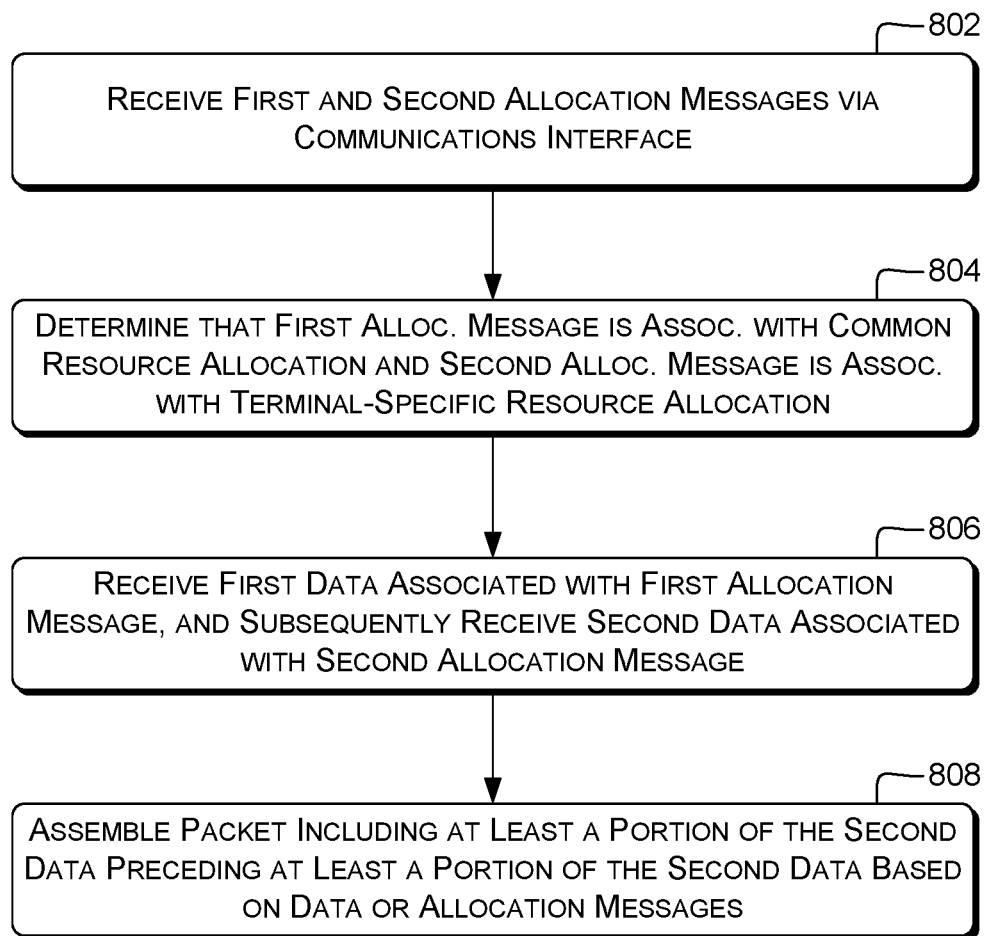 802
RECEIVE FIRST AND SECOND ALLOCATION MESSAGES VIA
COMMUNICATIONS INTERFACE
804
DETERMINE THAT FIRST ALLOC. MESSAGE IS ASSOC. WITH COMMON
RESOURCE ALLOCATION AND SECOND ALLOC. MESSAGE IS ASSOC.
WITH TERMINAL-SPECIFIC RESOURCE ALLOCATION
806
RECEIVE FIRST DATA ASSOCIATED WITH FIRST ALLOCATION
MESSAGE, AND SUBSEQUENTLY RECEIVE SECOND DATA ASSOCIATED
WITH SECOND ALLOCATION MESSAGE
808
ASSEMBLE PACKET INCLUDING AT LEAST A PORTION OF THE SECOND
DATA PRECEDING AT LEAST A PORTION OF THE SECOND DATA BASED
ON DATA OR ALLOCATION MESSAGES